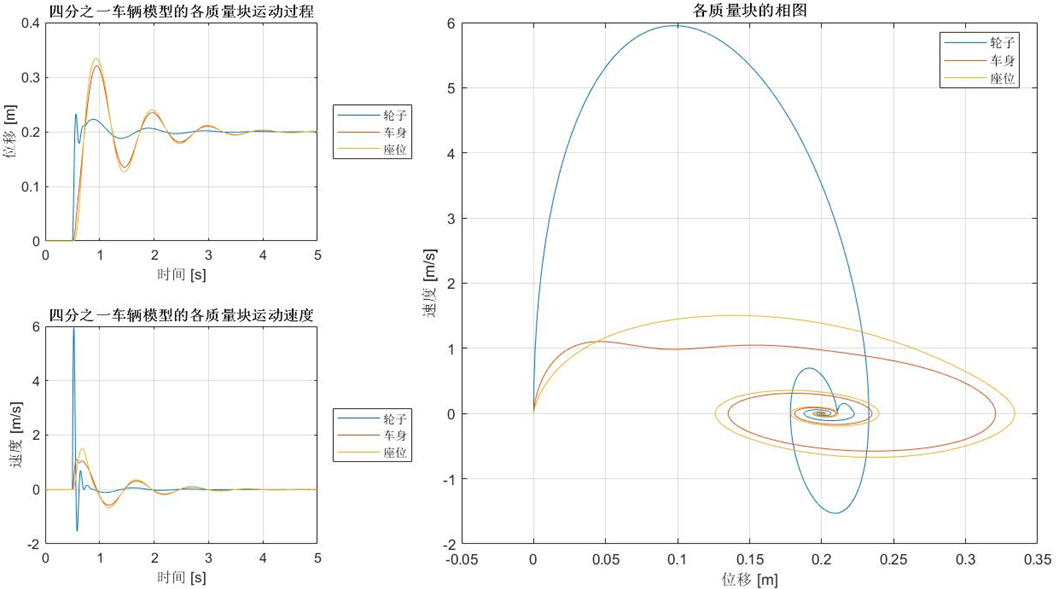 四分之一车辆模型的各质量块运动过程
0.4
0.3
0.2
0.1
0
位移 [m]
0 1 2 3 4 5
时间 [s]
轮子
车身
座位
四分之一车辆模型的各质量块运动速度
6
4
2
0
-2
速度 [m/s]
0 1 2 3 4 5
时间 [s]
轮子
车身
座位
各质量块的相图
6
5
4
3
2
1
0
-1
-2
速度 [m/s]
-0.05 0 0.05 0.1 0.15 0.2 0.25 0.3 0.35
位移 [m]
轮子
车身
座位